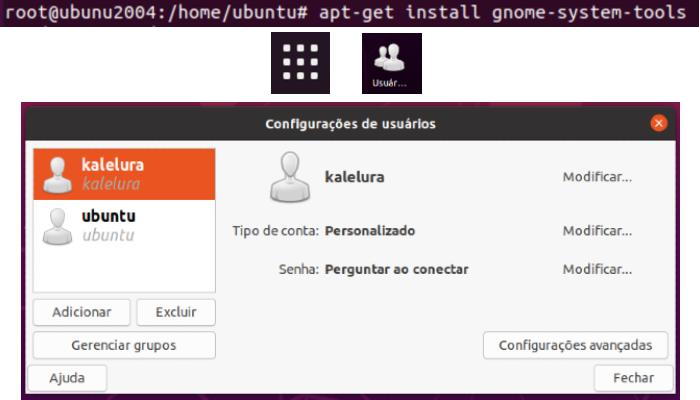 root@ubunu2004:/home/ubuntu# apt-get install gnome-system-tools
Usuár...
Configurações de usuários
kalelura
kalelura
ubuntu
ubuntu
kalelura Modificar...
Tipo de conta: Personalizado Modificar...
Senha: Perguntar ao conectar Modificar...
Adicionar Excluir
Gerenciar grupos Configurações avançadas
Ajuda Fechar